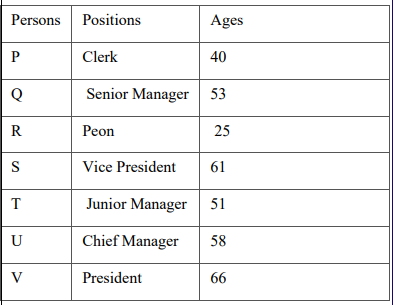 Persons Positions Ages
P Clerk 40
Q Senior Manager 53
R Peon 25
S Vice President 61
T Junior Manager 51
U Chief Manager 58
V President 66